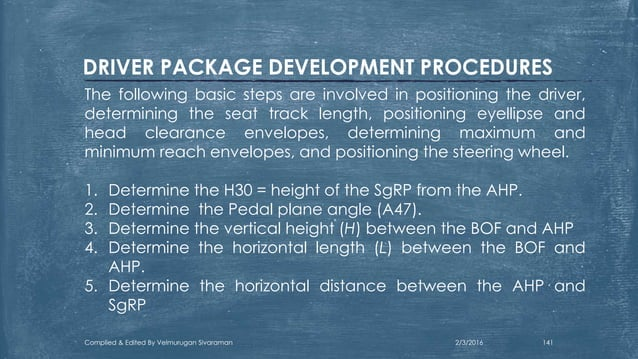 DRIVER PACKAGE DEVELOPMENT PROCEDURES
The following basic steps are involved in positioning the driver,
determining the seat track length, positioning eyellipse and
head clearance envelopes, determining maximum and
minimum reach envelopes, and positioning the steering wheel.
1. Determine the H30 = height of the SgRP from the AHP.
2. Determine the Pedal plane angle (A47).
3. Determine the vertical height (H) between the BOF and AHP
4. Determine the horizontal length (L) between the BOF and
AHP.
5. Determine the horizontal distance between the AHP and
SgRP
Complied & Edited By Velmurugan Sivaraman 2/3/2016 141